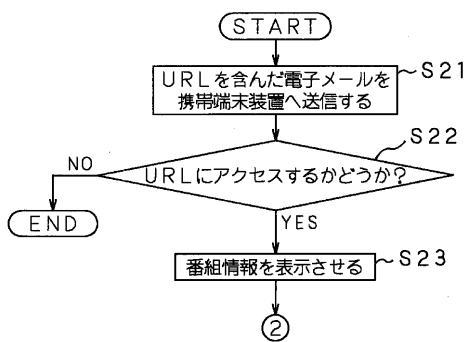 START
URLを含んだ電子メールを
携帯端末装置へ送信する
S21
S22
URLにアクセスするかどうか?
NO
END
YES
番組情報を表示させる
S23
②